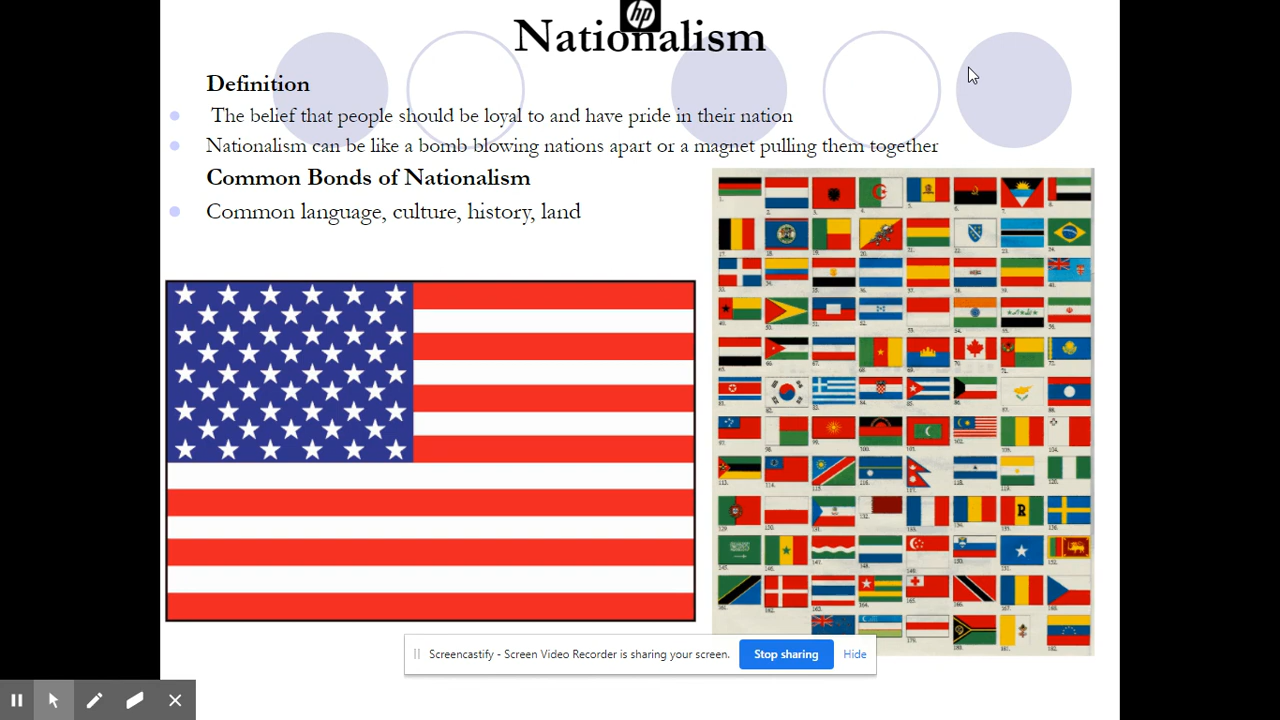 hp
Nationalism
Definition
The belief that people should be loyal to and have pride in their nation
Nationalism can be like a bomb blowing nations apart or a magnet pulling them together
Common Bonds of Nationalism
Common language, culture, history, land
Screencastify - Screen Video Recorder is sharing your screen.
Stop sharing
Hide